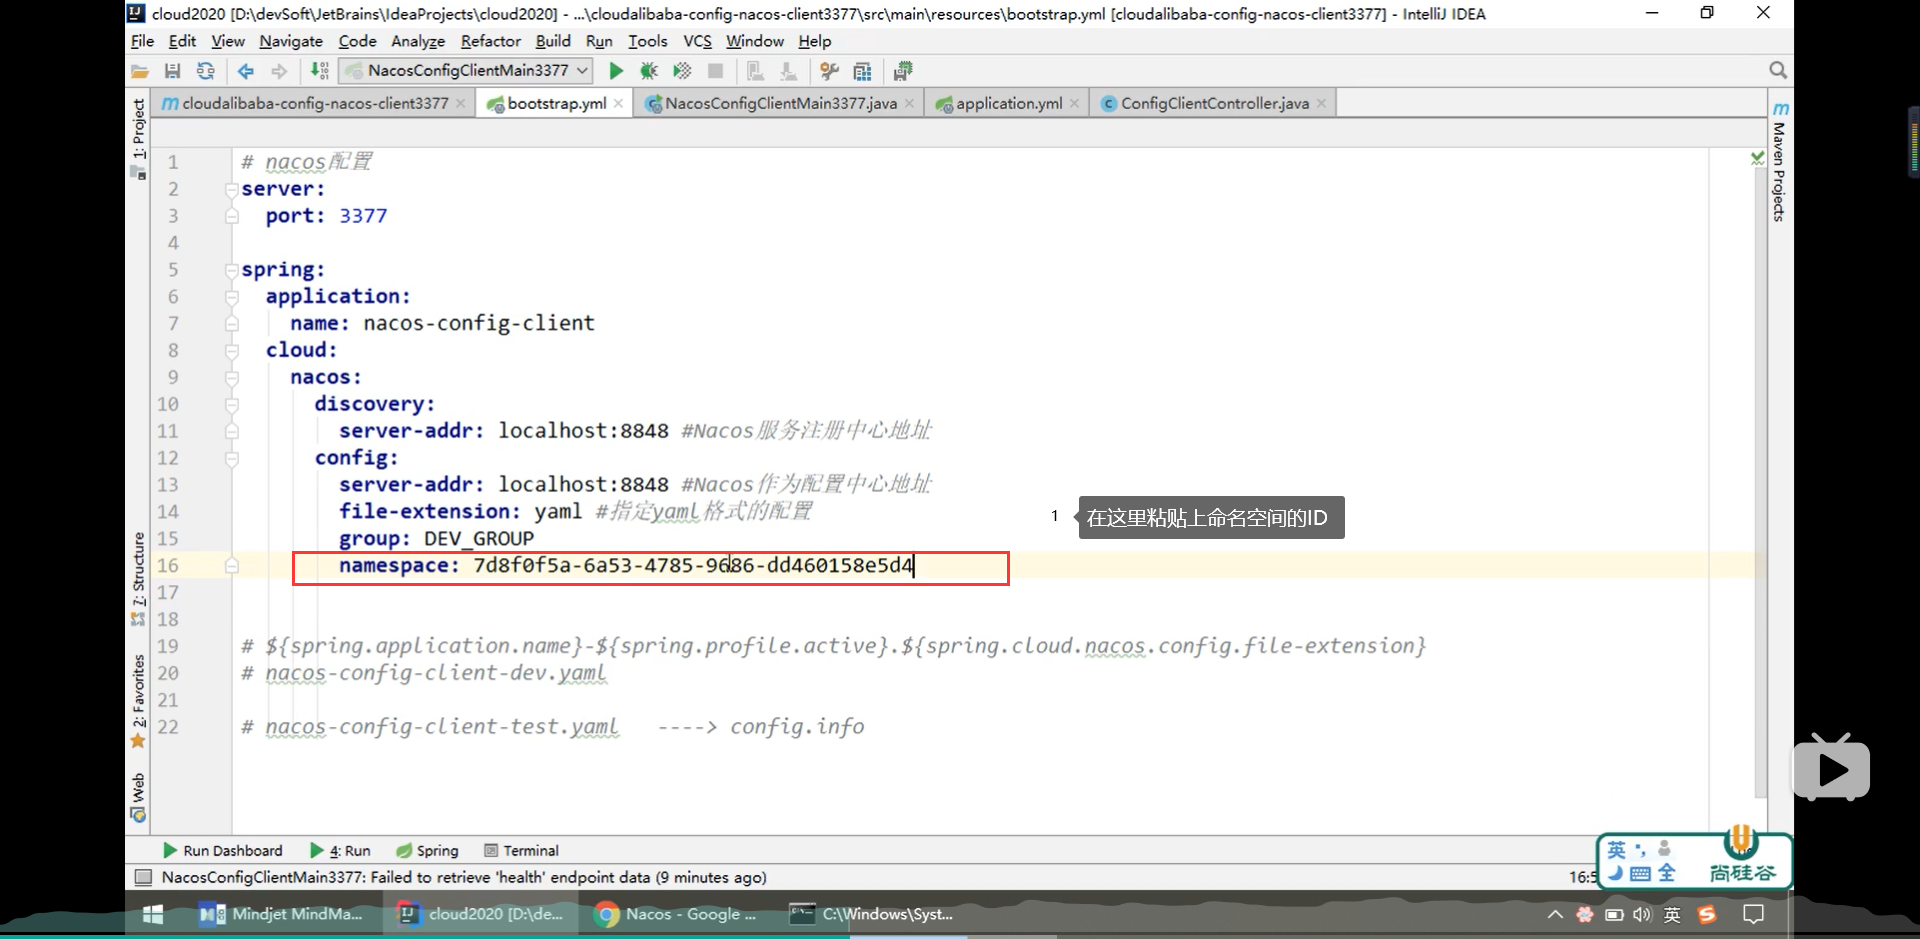 cloud2020 [D:\devSoft\JetBrains\IdeaProjects\cloud2020] - ...\cloudalibaba-config-nacos-client3377\src\main\resources\bootstrap.yml [cloudalibaba-config-nacos-client3377] - IntelliJ IDEA
File Edit View Navigate Code Analyze Refactor Build Run Tools VCS Window Help
NacosConfigClientMain3377
cloudalibaba-config-nacos-client3377 bootstrap.yml NacosConfigClientMain3377.java application.yml ConfigClientController.java
1: Project
Maven Projects
7: Structure
2: Favorites
Web
1 # nacos配置
2 server:
3 port: 3377
4
5 spring:
6 application:
7 name: nacos-config-client
8 cloud:
9 nacos:
10 discovery:
11 server-addr: localhost:8848 #Nacos服务注册中心地址
12 config:
13 server-addr: localhost:8848 #Nacos作为配置中心地址
14 file-extension: yaml #指定yaml格式的配置
1 在这里粘贴上命名空间的ID
15 group: DEV_GROUP
16 namespace: 7d8f0f5a-6a53-4785-9686-dd460158e5d4
17
18
19 # ${spring.application.name}-${spring.profile.active}.${spring.cloud.nacos.config.file-extension}
20 # nacos-config-client-dev.yaml
21
22 # nacos-config-client-test.yaml ----> config.info
Run Dashboard 4: Run Spring Terminal
NacosConfigClientMain3377: Failed to retrieve 'health' endpoint data (9 minutes ago)
16:5
英
全
尚硅谷
Mindjet MindMa... cloud2020 [D:\de... Nacos - Google ... C:\Windows\Syst... 英